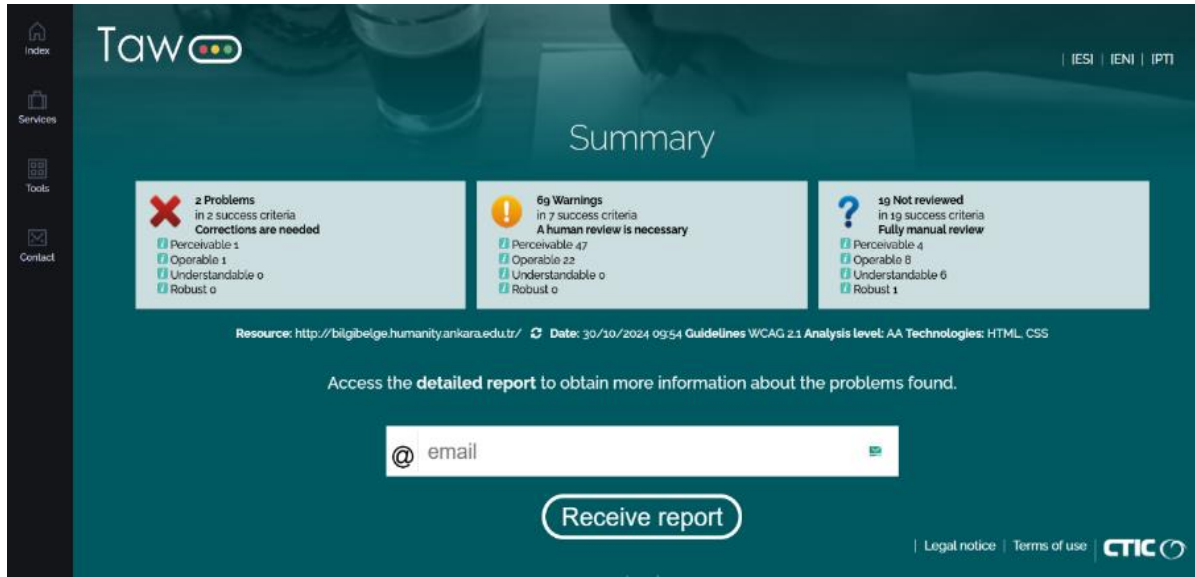 Index
Services
Tools
Contact
Taw
| |ES| | |EN| | |PT|
Summary
2 Problems
in 2 success criteria
Corrections are needed
Perceivable 1
Operable 1
Understandable 0
Robust 0
69 Warnings
in 7 success criteria
A human review is necessary
Perceivable 47
Operable 22
Understandable 0
Robust 0
19 Not reviewed
in 19 success criteria
Fully manual review
Perceivable 4
Operable 8
Understandable 6
Robust 1
Resource: http://bilgibelge.humanity.ankara.edu.tr/ Date: 30/10/2024 09:54 Guidelines WCAG 2.1 Analysis level: AA Technologies: HTML, CSS
Access the detailed report to obtain more information about the problems found.
@ email
Receive report
| Legal notice | Terms of use | CTIC